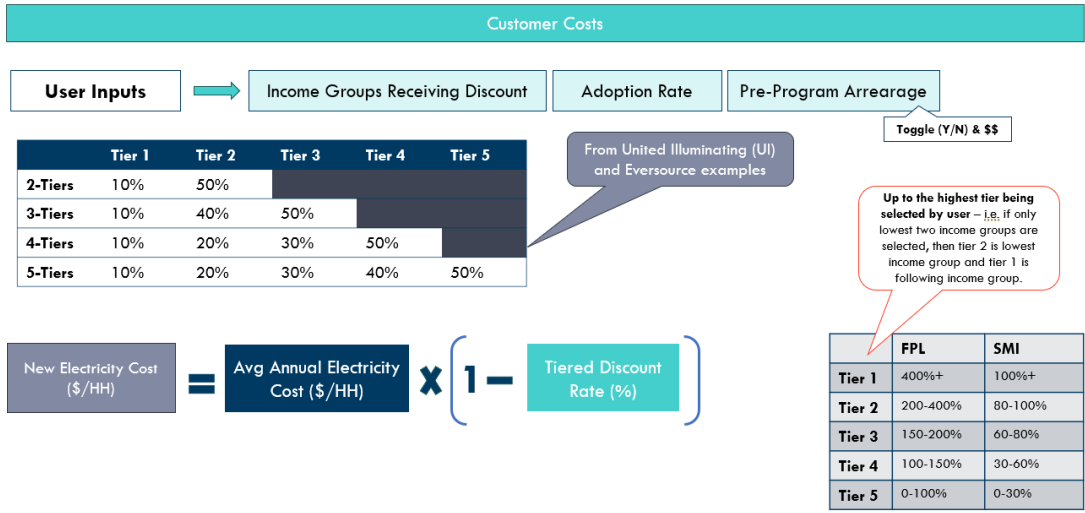 Customer Costs
User Inputs
Income Groups Receiving Discount
Adoption Rate
Pre-Program Arrearage
Toggle (Y/N) & $$
Tier 1 Tier 2 Tier 3 Tier 4 Tier 5
2-Tiers 10% 50%
3-Tiers 10% 40% 50%
4-Tiers 10% 20% 30% 50%
5-Tiers 10% 20% 30% 40% 50%
From United Illuminating (UI)
and Eversource examples
Up to the highest tier being
selected by user – i.e. if only
lowest two income groups are
selected, then tier 2 is lowest
income group and tier 1 is
following income group.
New Electricity Cost
($/HH)
=
Avg Annual Electricity
Cost ($/HH)
x
(
1 –
Tiered Discount
Rate (%)
)
FPL SMI
Tier 1 400%+ 100%+
Tier 2 200-400% 80-100%
Tier 3 150-200% 60-80%
Tier 4 100-150% 30-60%
Tier 5 0-100% 0-30%